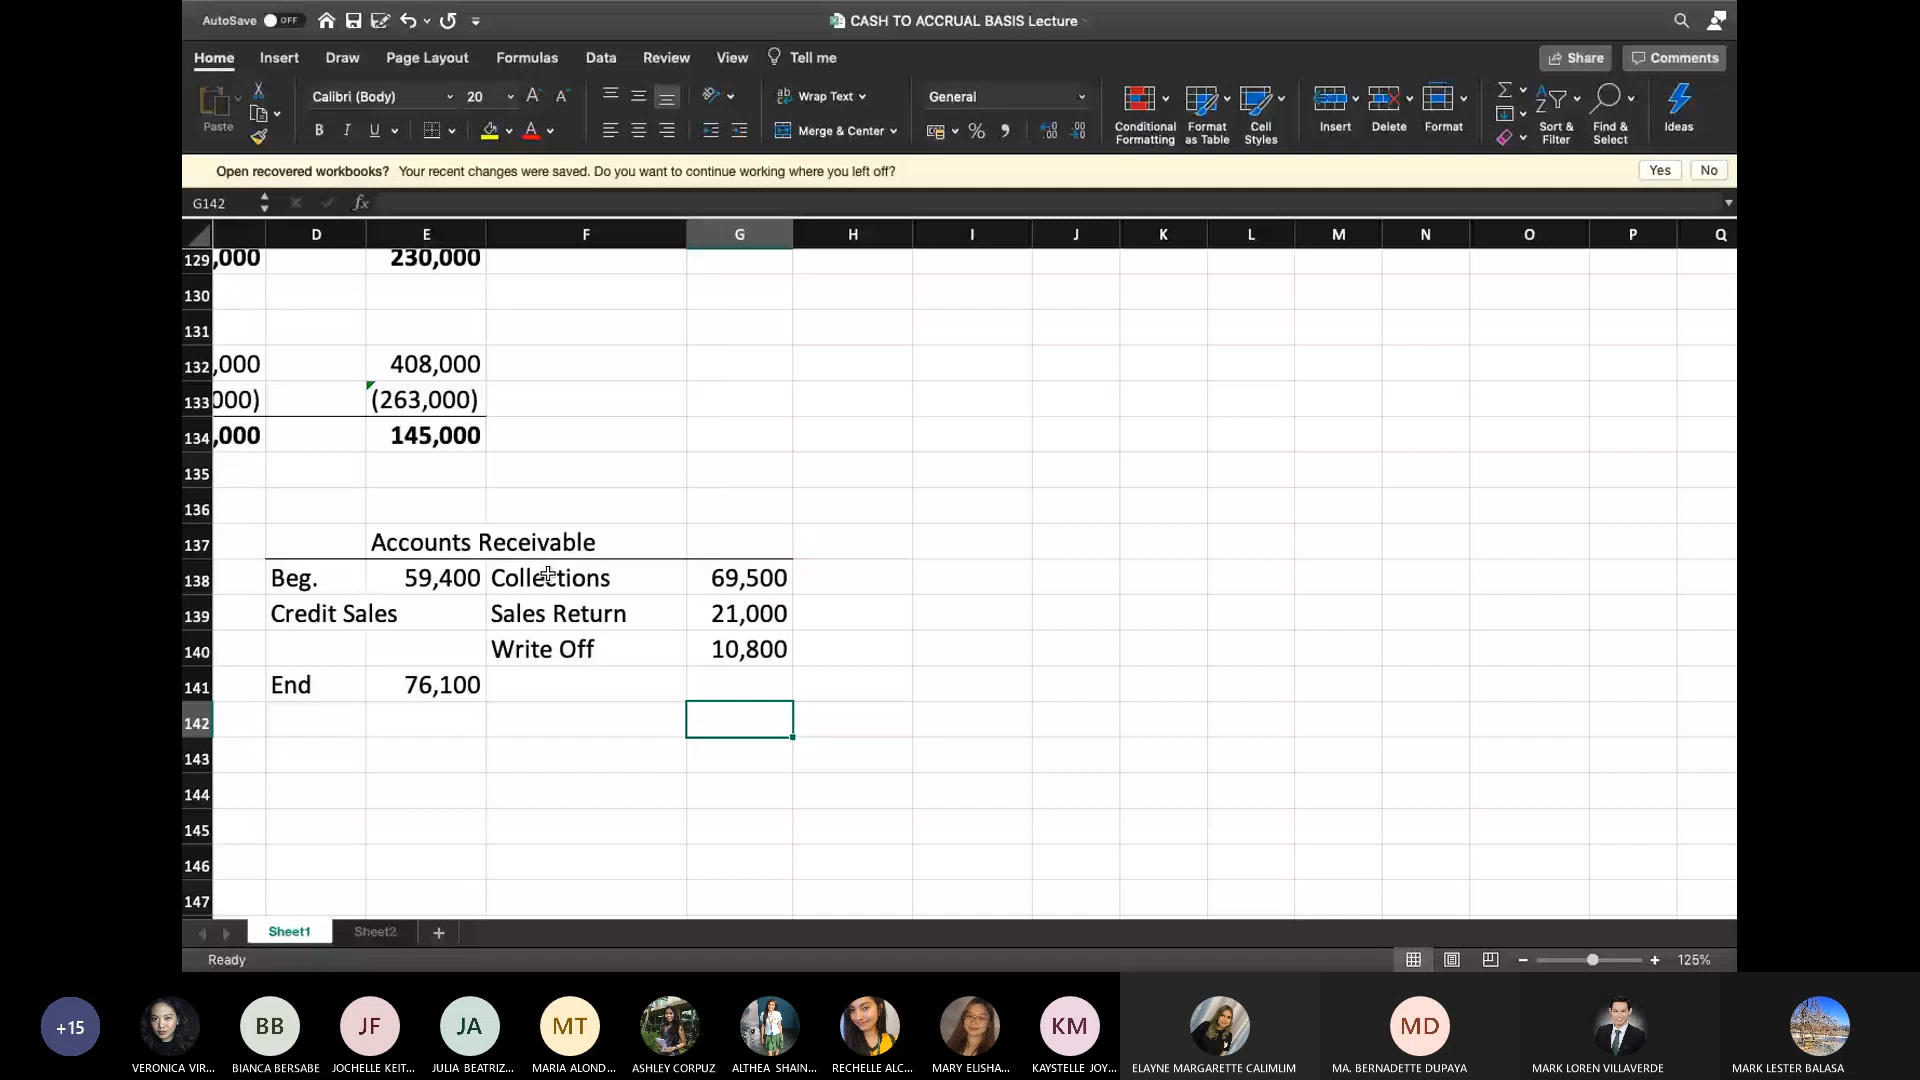 AutoSave OFF
CASH TO ACCRUAL BASIS Lecture
Home Insert Draw Page Layout Formulas Data Review View Tell me
Share Comments
Paste
Calibri (Body) 20 A A
B I U A
ab Wrap Text
Merge & Center
General
% 9
Conditional Formatting
Format as Table
Cell Styles
Insert
Delete
Format
Sort & Filter
Find & Select
Ideas
Open recovered workbooks? Your recent changes were saved. Do you want to continue working where you left off? Yes No
G142 fx
D E F G H I J K L M N O P Q
129 ,000 230,000
130
131
132 ,000 408,000
133 000) (263,000)
134 ,000 145,000
135
136
137 Accounts Receivable
138 Beg. 59,400 Collections 69,500
139 Credit Sales Sales Return 21,000
140 Write Off 10,800
141 End 76,100
142
143
144
145
146
147
Sheet1 Sheet2 +
Ready
125%
+15
BB JF JA MT KM MD
VERONICA VIR... BIANCA BERSABE JOCHELLE KEIT... JULIA BEATRIZ... MARIA ALOND... ASHLEY CORPUZ ALTHEA SHAIN... RECHELLE ALC... MARY ELISHA... KAYSTELLE JOY... ELAYNE MARGARETTE CALIMLIM MA. BERNADETTE DUPAYA MARK LOREN VILLAVERDE MARK LESTER BALASA